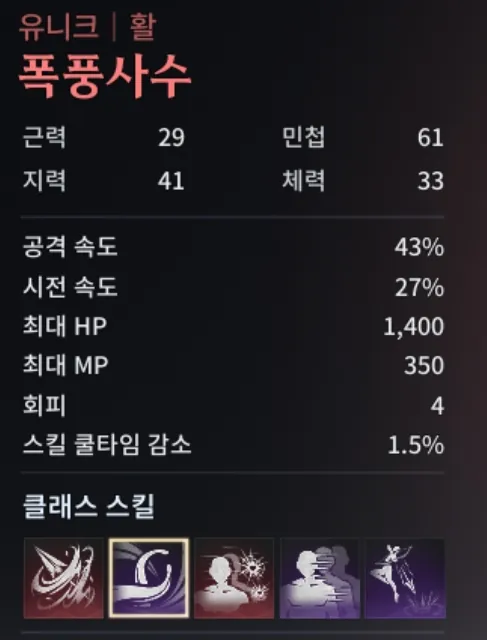 유니크 | 활
폭풍사수
근력 29 민첩 61
지력 41 체력 33
공격 속도 43%
시전 속도 27%
최대 HP 1,400
최대 MP 350
회피 4
스킬 쿨타임 감소 1.5%
클래스 스킬